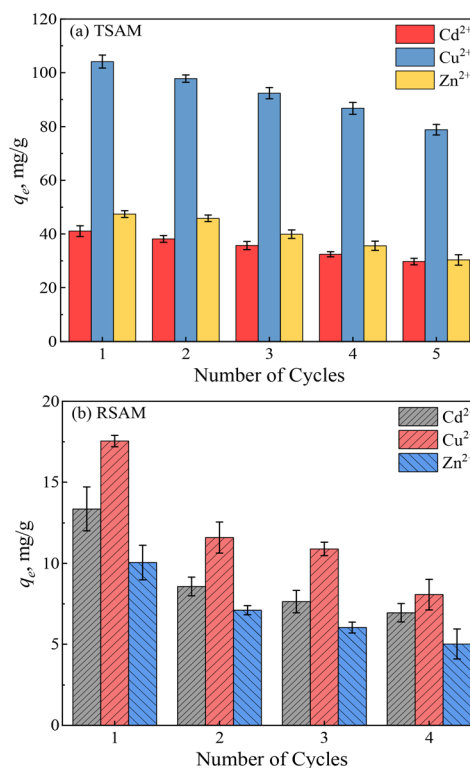 (a) TSAM
Cd²⁺
Cu²⁺
Zn²⁺
120
100
80
60
40
20
0
qₑ, mg/g
1 2 3 4 5
Number of Cycles
(b) RSAM
Cd²
Cu²
Zn²
20
15
10
5
0
qₑ, mg/g
1 2 3 4
Number of Cycles